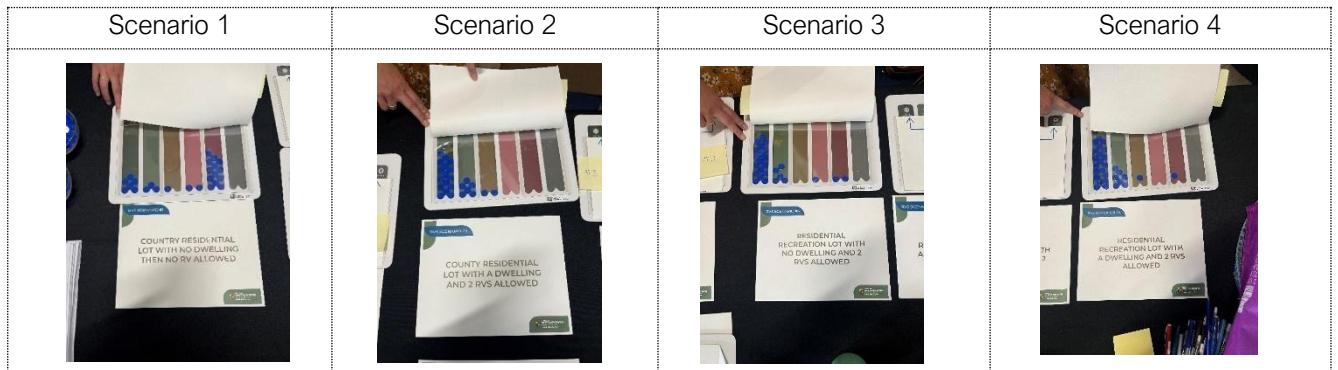 Scenario 1
Scenario 2
Scenario 3
Scenario 4
COUNTRY RESIDENTIAL
LOT WITH NO DWELLING
THEN NO RV ALLOWED
COUNTY RESIDENTIAL
LOT WITH A DWELLING
AND 2 RVS ALLOWED
RESIDENTIAL
RECREATION LOT WITH
NO DWELLING AND 2
RVS ALLOWED
RESIDENTIAL
RECREATION LOT WITH
A DWELLING AND 2 RVS
ALLOWED